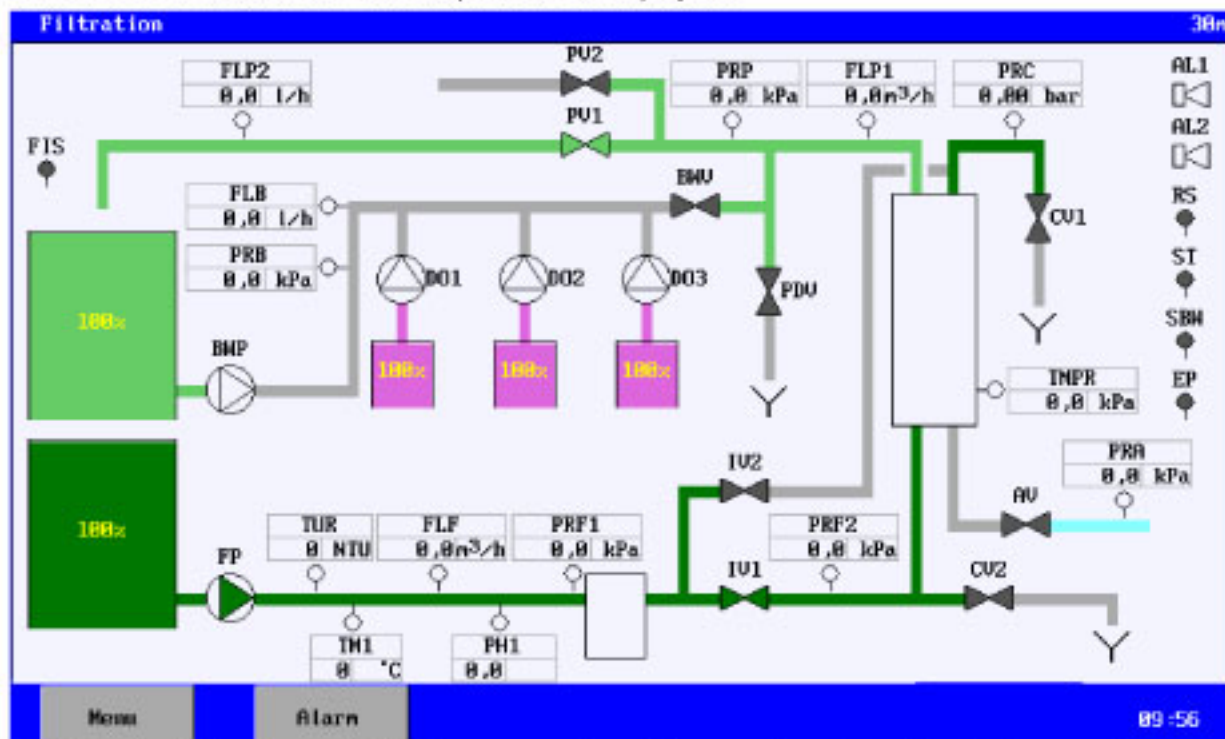 Filtration
30m
PV2
FLP2
0,0 l/h
PRP
0,0 kPa
FLP1
0,0m³/h
PRC
0,00 bar
AL1
PV1
AL2
FIS
FLB
0,0 l/h
BWV
RS
CV1
PRB
0,0 kPa
DO1
DO2
DO3
PDV
ST
100%
SBW
BWP
100%
100%
100%
TMPR
0,0 kPa
EP
IV2
PRA
0,0 kPa
AV
100%
TUR
0 NTU
FLF
0,0m³/h
PRF1
0,0 kPa
PRF2
0,0 kPa
FP
IV1
CV2
TM1
0 °C
PH1
0,0
Menu
Alarm
09:56